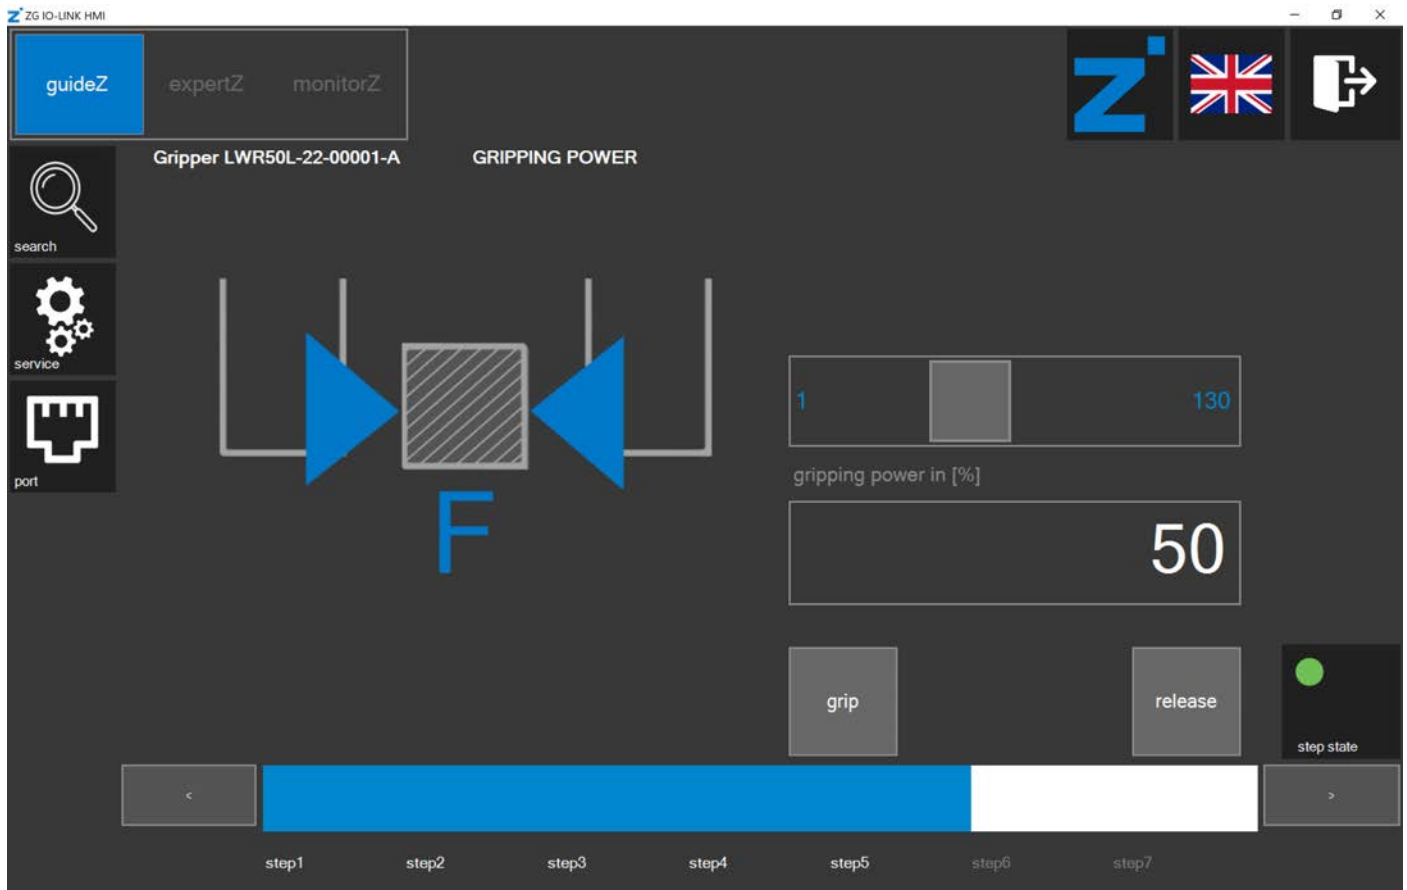 ZG IO-LINK HMI
guideZ expertZ monitorZ
Gripper LWR50L-22-00001-A GRIPPING POWER
search
service
port
F
1 130
gripping power in [%]
50
grip release
step state
< >
step1 step2 step3 step4 step5 step6 step7